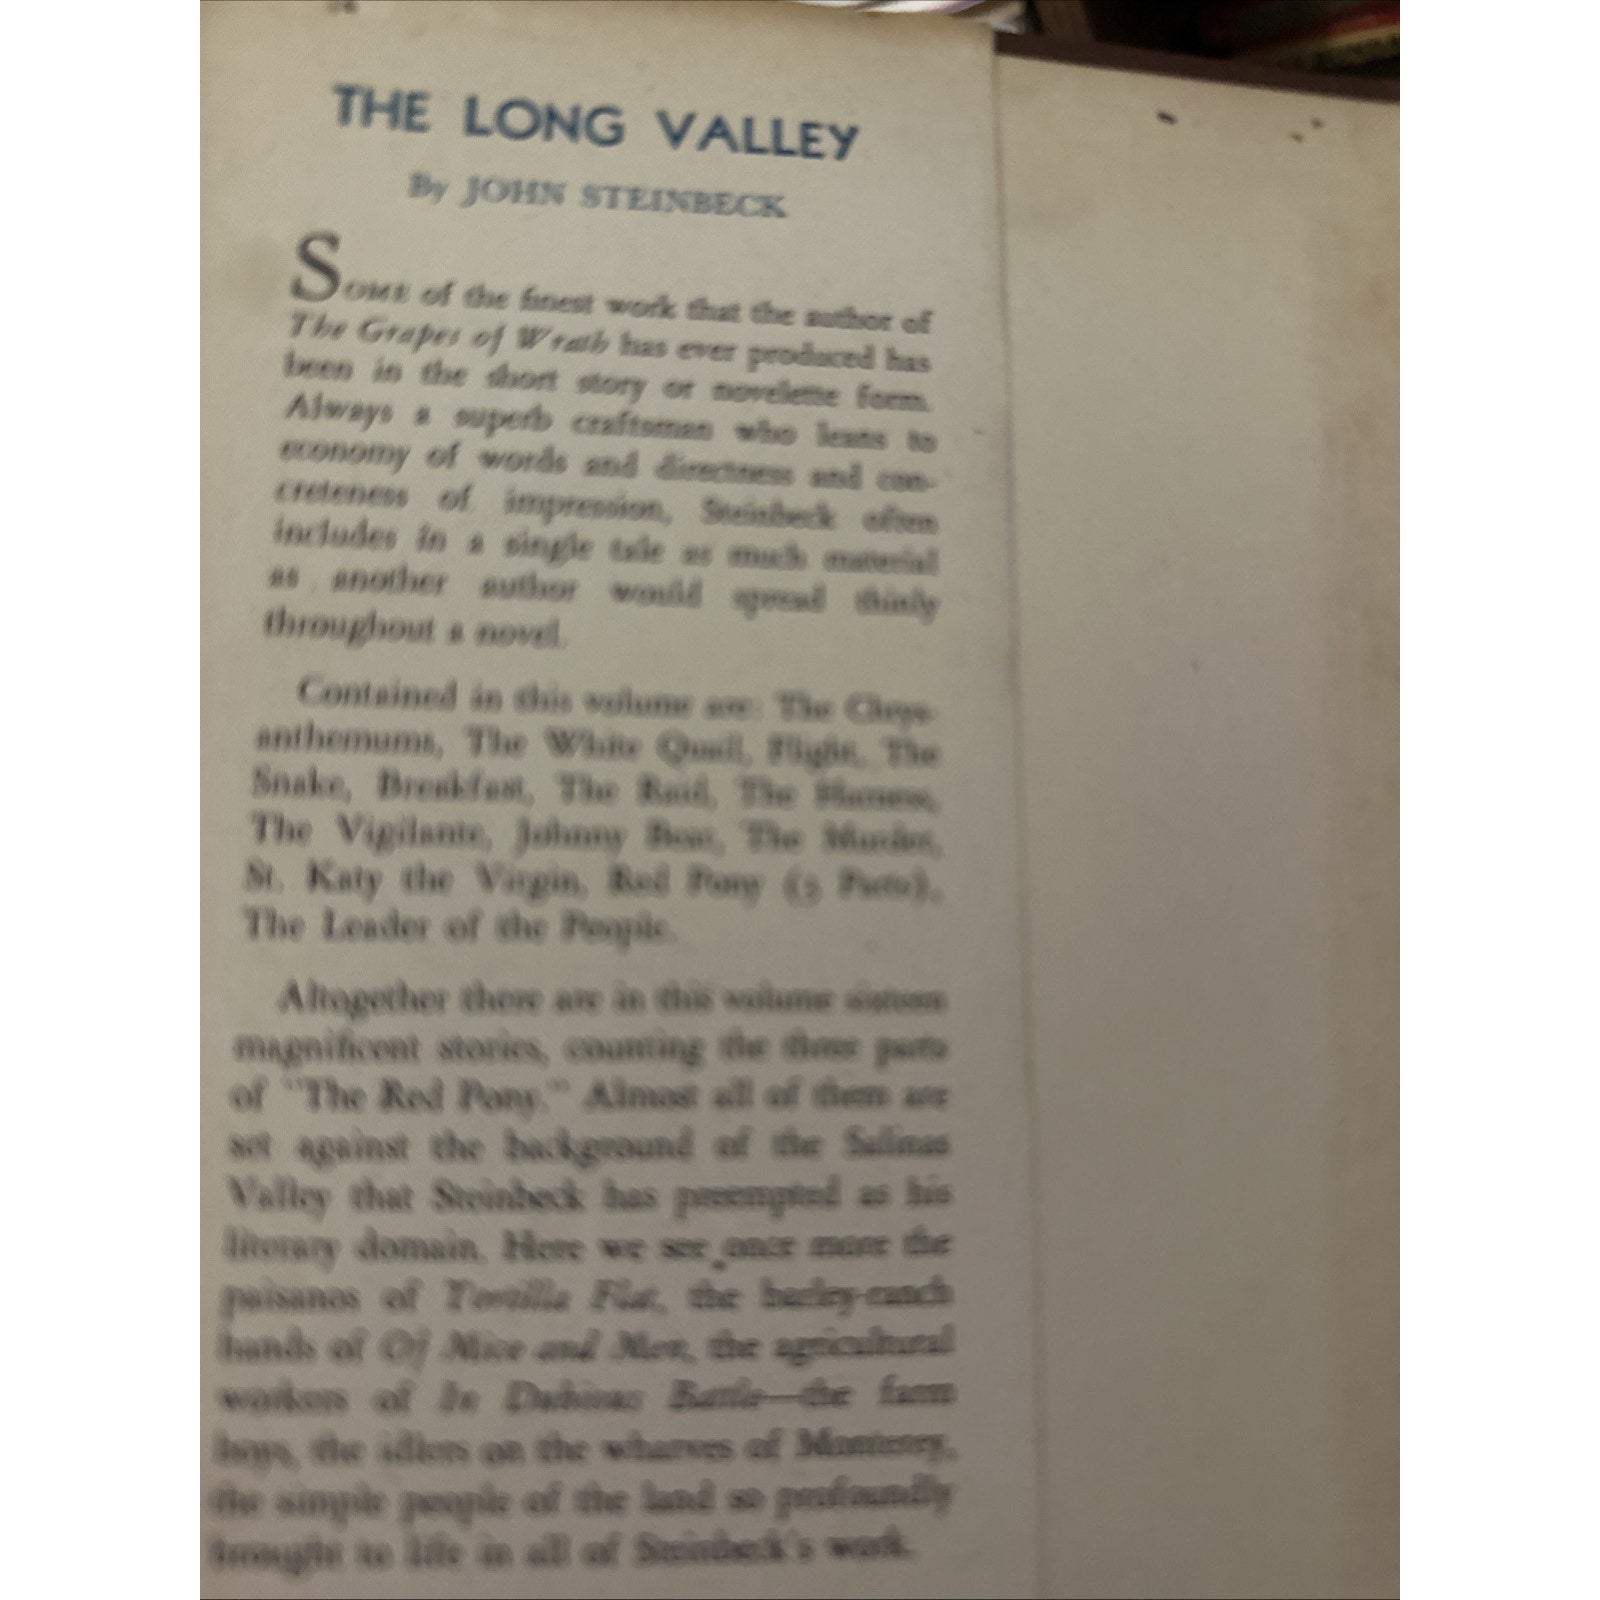 THE LONG VALLEY
By JOHN STEINBECK
SOME of the finest work that the author of
The Grapes of Wrath has ever produced has
been in the short story or novelette form.
Always a superb craftsman who leans to
economy of words and directness and con-
creteness of impression, Steinbeck often
includes in a single tale as much material
as another author would spread thinly
throughout a novel.
Contained in this volume are: The Chrys-
anthemums, The White Quail, Flight, The
Snake, Breakfast, The Raid, The Harness,
The Vigilante, Johnny Bear, The Murder,
St. Katy the Virgin, Red Pony (3 Parts),
The Leader of the People.
Altogether there are in this volume sixteen
magnificent stories, counting the three parts
of "The Red Pony." Almost all of them are
set against the background of the Salinas
Valley that Steinbeck has preempted as his
literary domain. Here we see once more the
paisanos of Tortilla Flat, the barley-ranch
hands of Of Mice and Men, the agricultural
workers of In Dubious Battle—the farm
boys, the idlers on the wharves of Monterey,
the simple people of the land so profoundly
brought to life in all of Steinbeck's work.